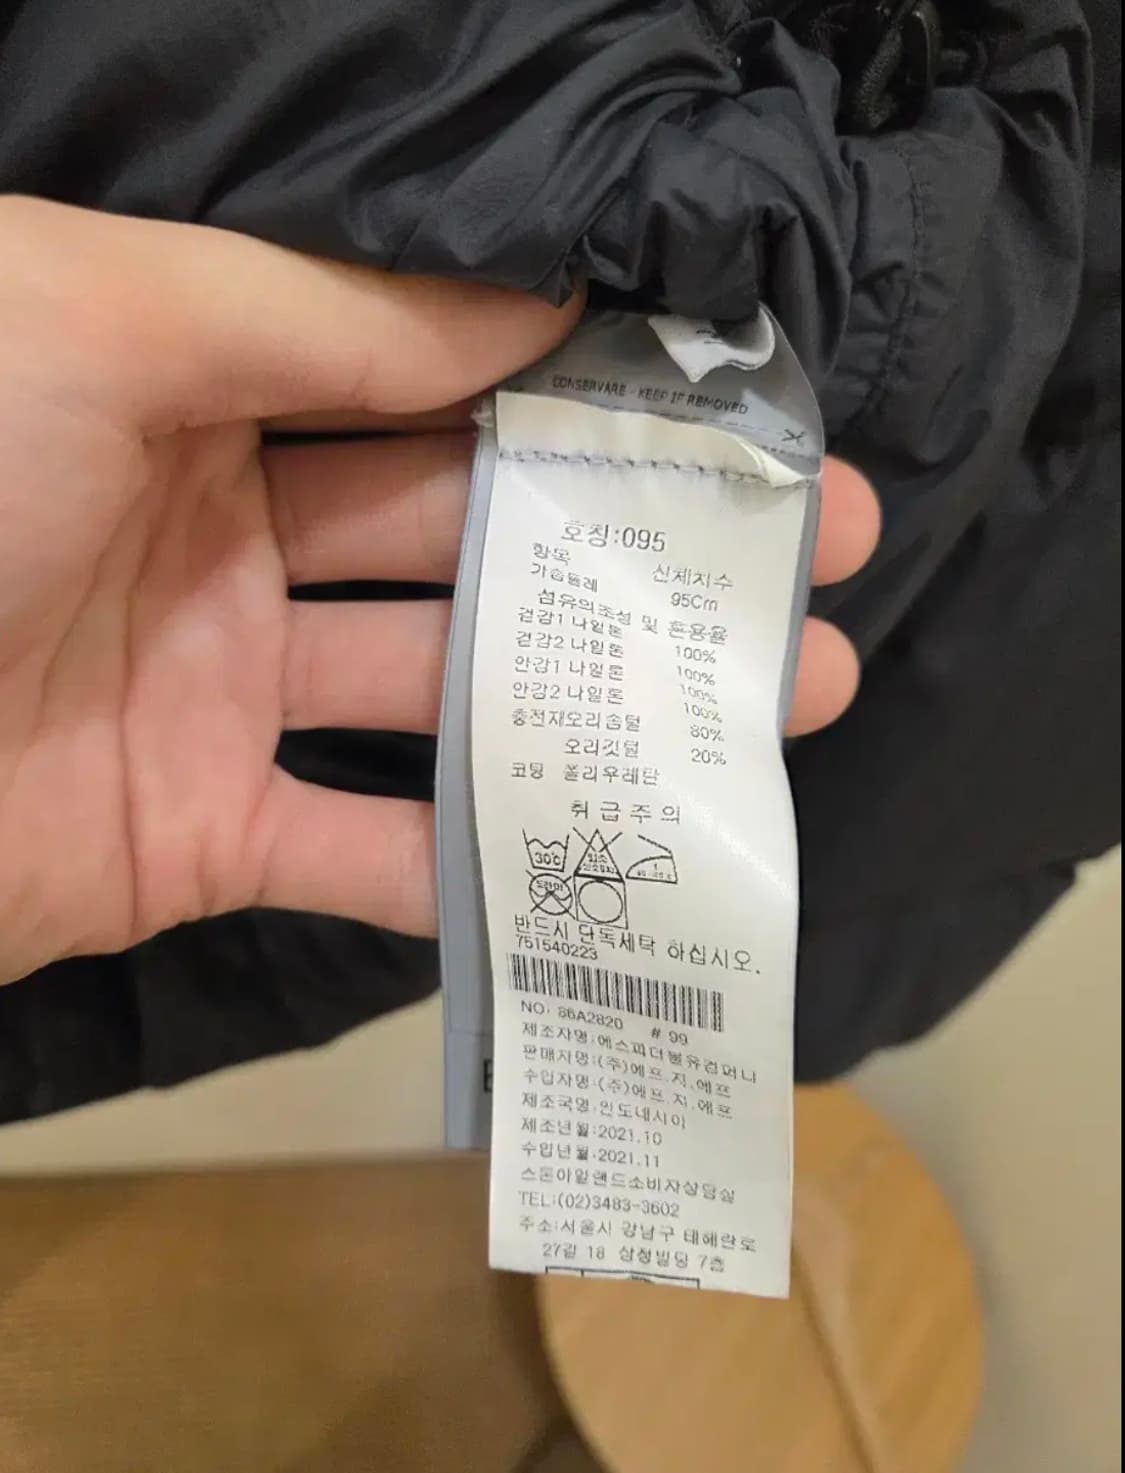 CONSERVARE - KEEP IF REMOVED
호칭:095
항목 신체치수
가슴둘레 95Cm
섬유의조성 및 혼용율
겉감1 나일론 100%
겉감2 나일론 100%
안감1 나일론 100%
안감2 나일론 100%
충전재오리솜털 80%
오리깃털 20%
코팅 폴리우레탄
취급주의
30℃ 염소
드라이
반드시 단독세탁 하십시오.
751540223
NO: 86A2820 # 99
제조자명:에스피더블유컴퍼니
판매자명:(주)에프.지.에프
수입자명:(주)에프.지.에프
제조국명:인도네시아
제조년월:2021.10
수입년월:2021.11
스톤아일랜드소비자상담실
TEL:(02)3483-3602
주소:서울시 강남구 테헤란로
27길 18 삼정빌딩 7층